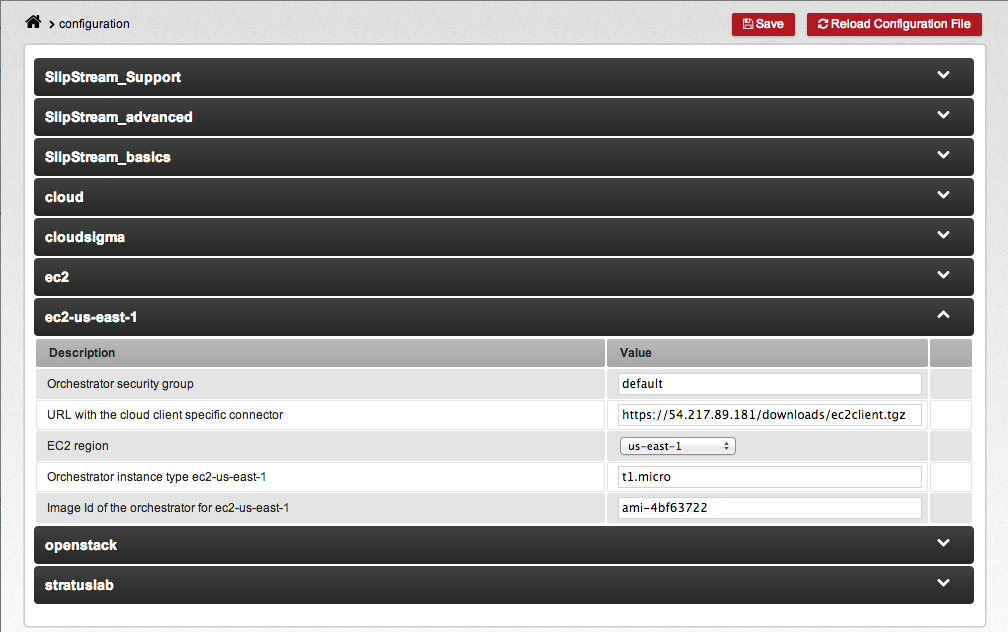 configuration
Save
Reload Configuration File
SlipStream_Support
SlipStream_advanced
SlipStream_basics
cloud
cloudsigma
ec2
ec2-us-east-1
Description Value
Orchestrator security group default
URL with the cloud client specific connector https://54.217.89.181/downloads/ec2client.tgz
EC2 region us-east-1
Orchestrator instance type ec2-us-east-1 t1.micro
Image Id of the orchestrator for ec2-us-east-1 ami-4bf63722
openstack
stratuslab